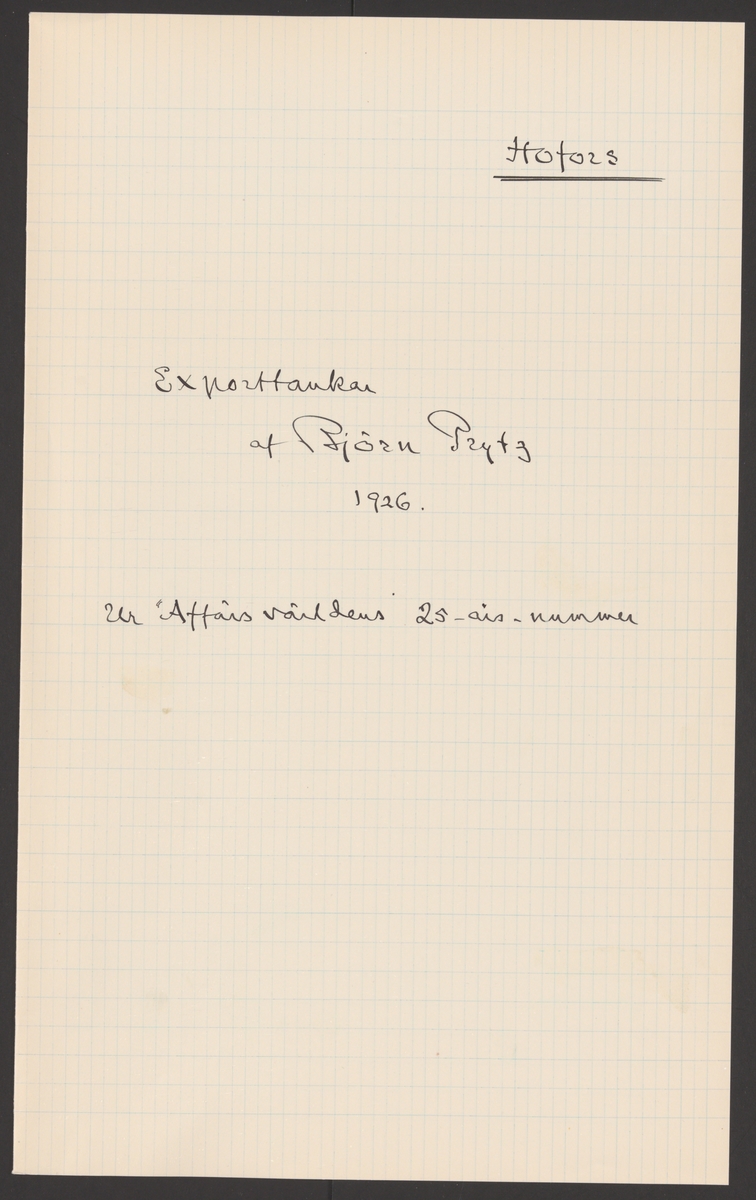 Hofors
Exporttankar
af Björn Prytz
1926.
Ur "Affärsvärldens" 25-års-nummer